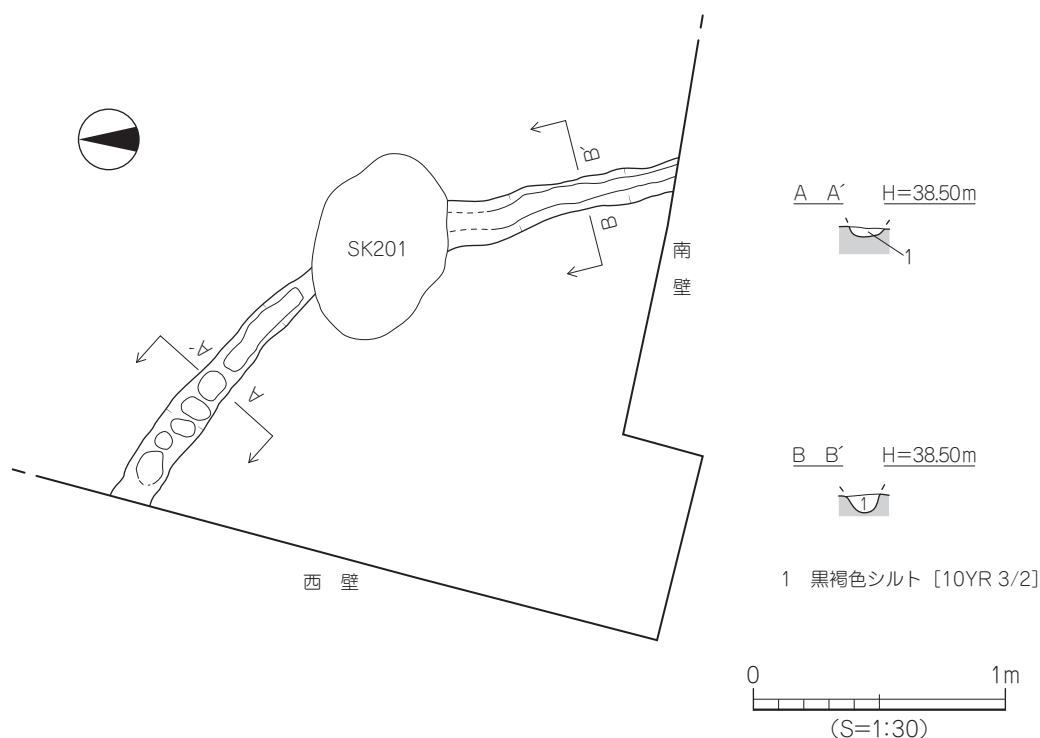 SK201
B´
B
A´
A
南壁
西 壁
A A´ H=38.50m
1
B B´ H=38.50m
1
1 黒褐色シルト [10YR 3/2]
0 1m
(S=1:30)